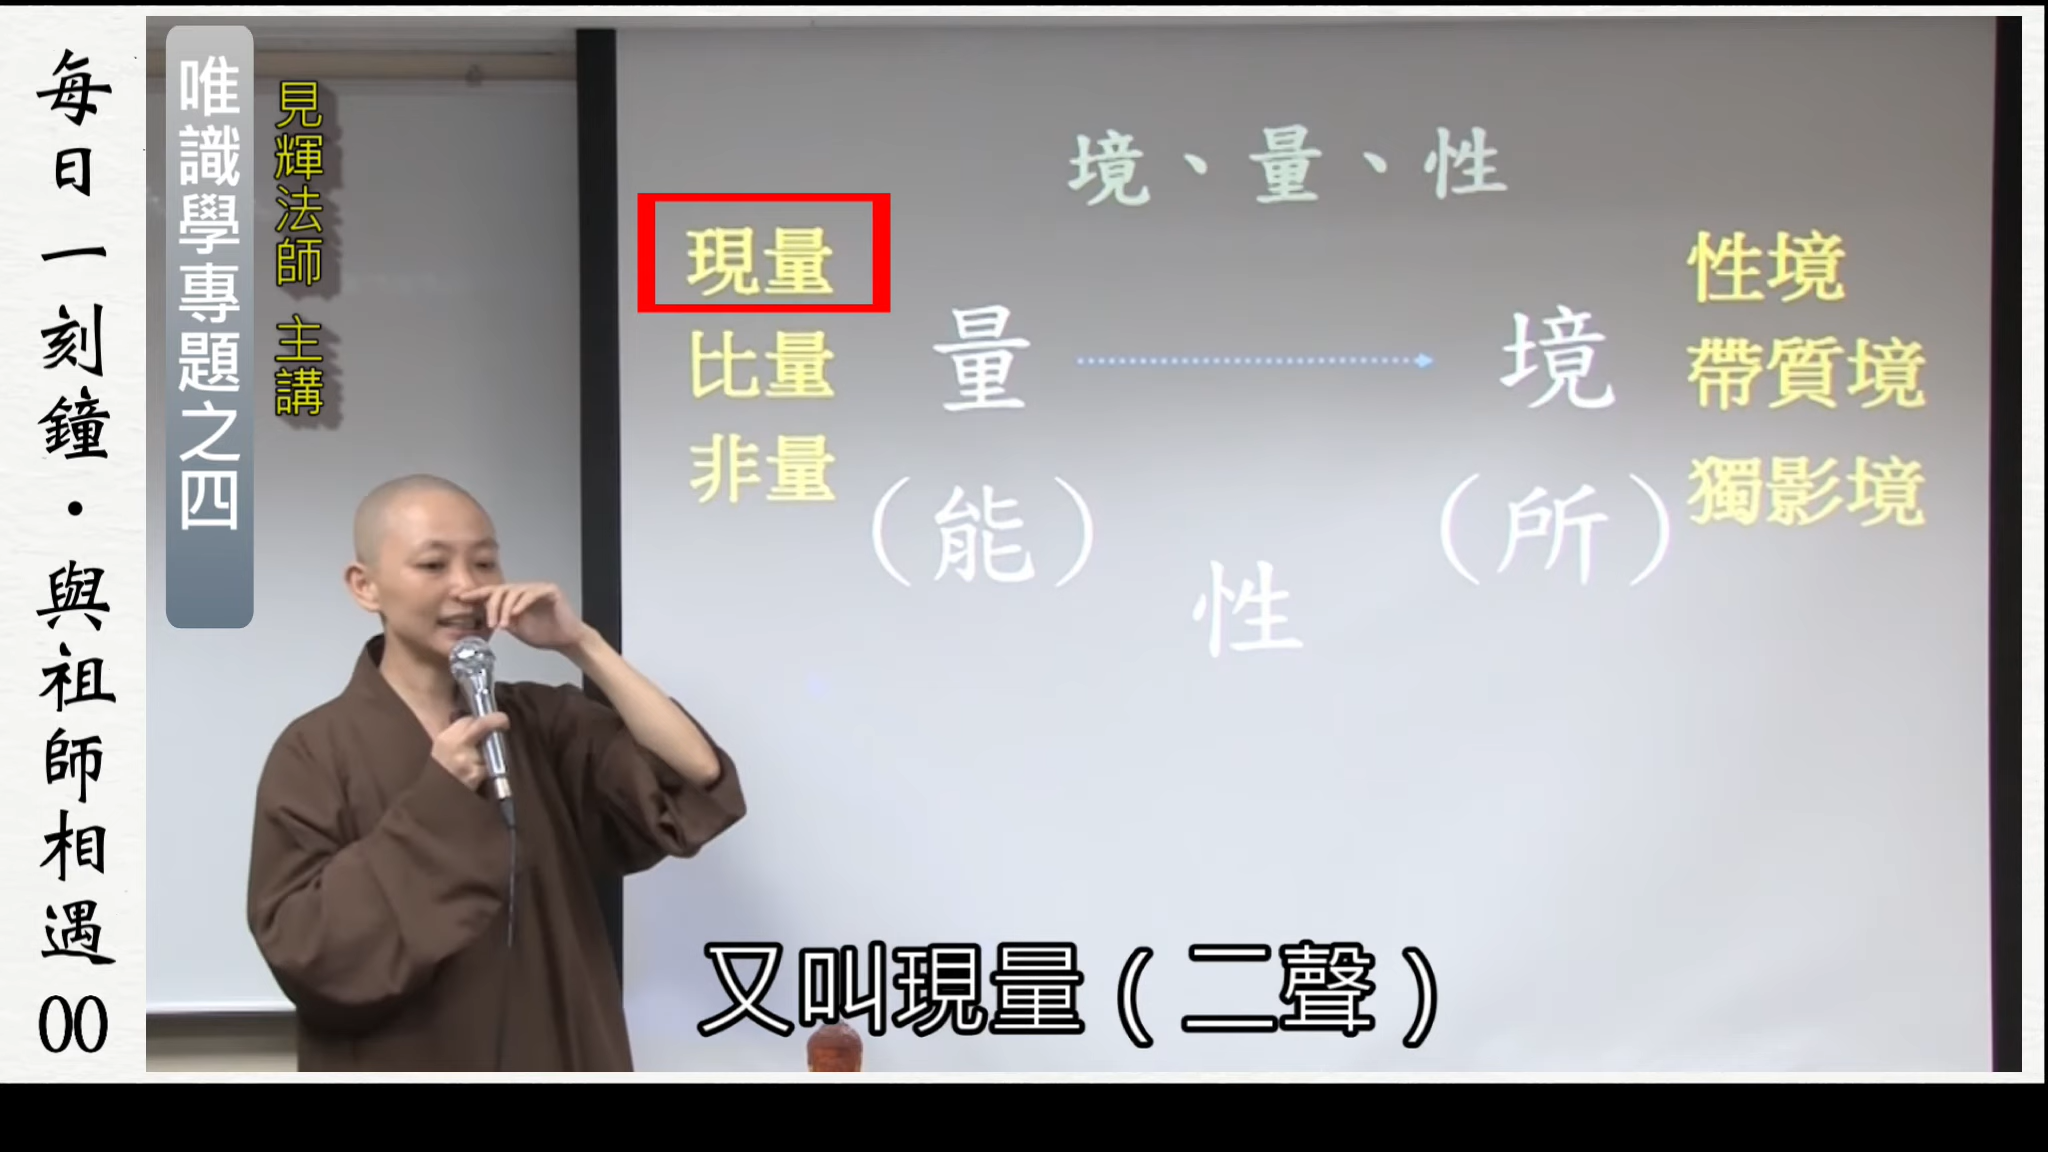 每日一刻鐘·與祖師相遇00
唯識學專題之四
見輝法師 主講
境、量、性
現量
比量
非量
量
(能)
境
(所)
性
性境
帶質境
獨影境
又叫現量(二聲)